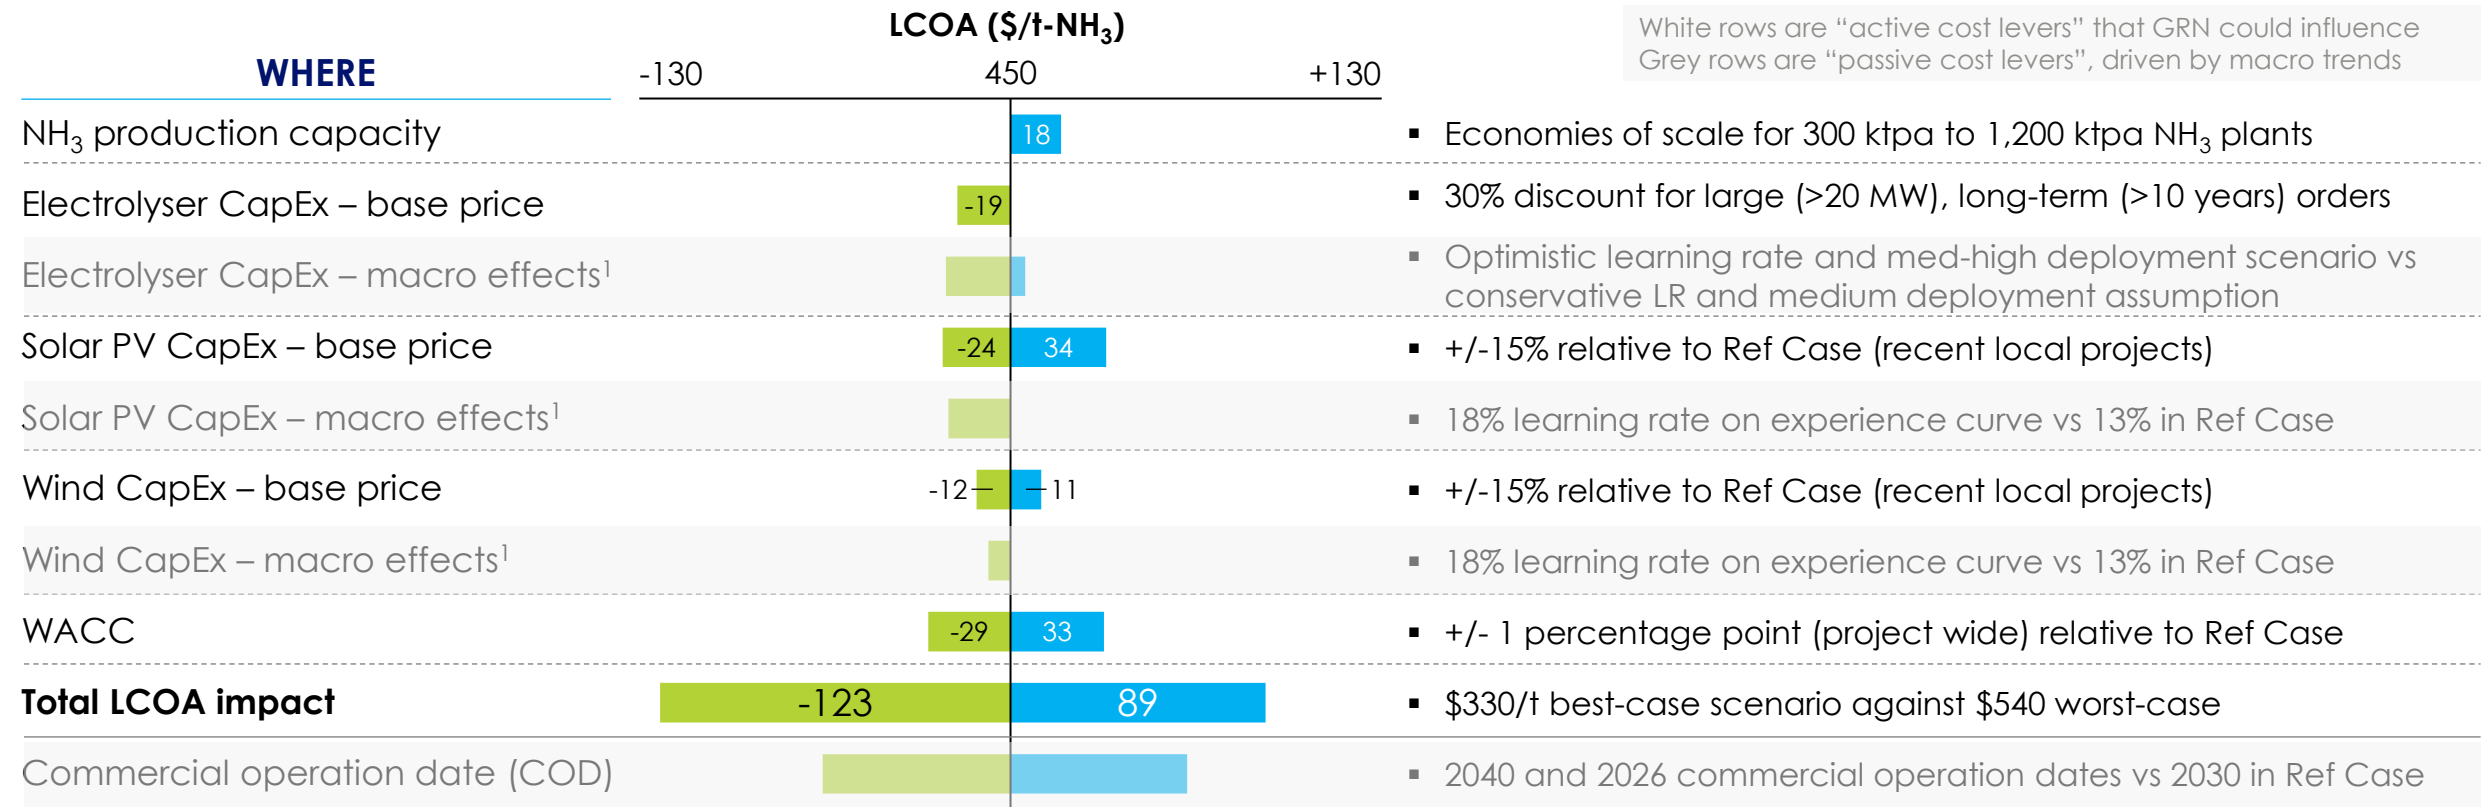 LCOA ($/t-NH₃)
White rows are “active cost levers” that GRN could influence
Grey rows are “passive cost levers”, driven by macro trends
WHERE
-130 450 +130
NH₃ production capacity 18 ▪ Economies of scale for 300 ktpa to 1,200 ktpa NH₃ plants
Electrolyser CapEx – base price -19 ▪ 30% discount for large (>20 MW), long-term (>10 years) orders
Electrolyser CapEx – macro effects¹ ▪ Optimistic learning rate and med-high deployment scenario vs
conservative LR and medium deployment assumption
Solar PV CapEx – base price -24 34 ▪ +/-15% relative to Ref Case (recent local projects)
Solar PV CapEx – macro effects¹ ▪ 18% learning rate on experience curve vs 13% in Ref Case
Wind CapEx – base price -12 11 ▪ +/-15% relative to Ref Case (recent local projects)
Wind CapEx – macro effects¹ ▪ 18% learning rate on experience curve vs 13% in Ref Case
WACC -29 33 ▪ +/- 1 percentage point (project wide) relative to Ref Case
Total LCOA impact -123 89 ▪ $330/t best-case scenario against $540 worst-case
Commercial operation date (COD) ▪ 2040 and 2026 commercial operation dates vs 2030 in Ref Case